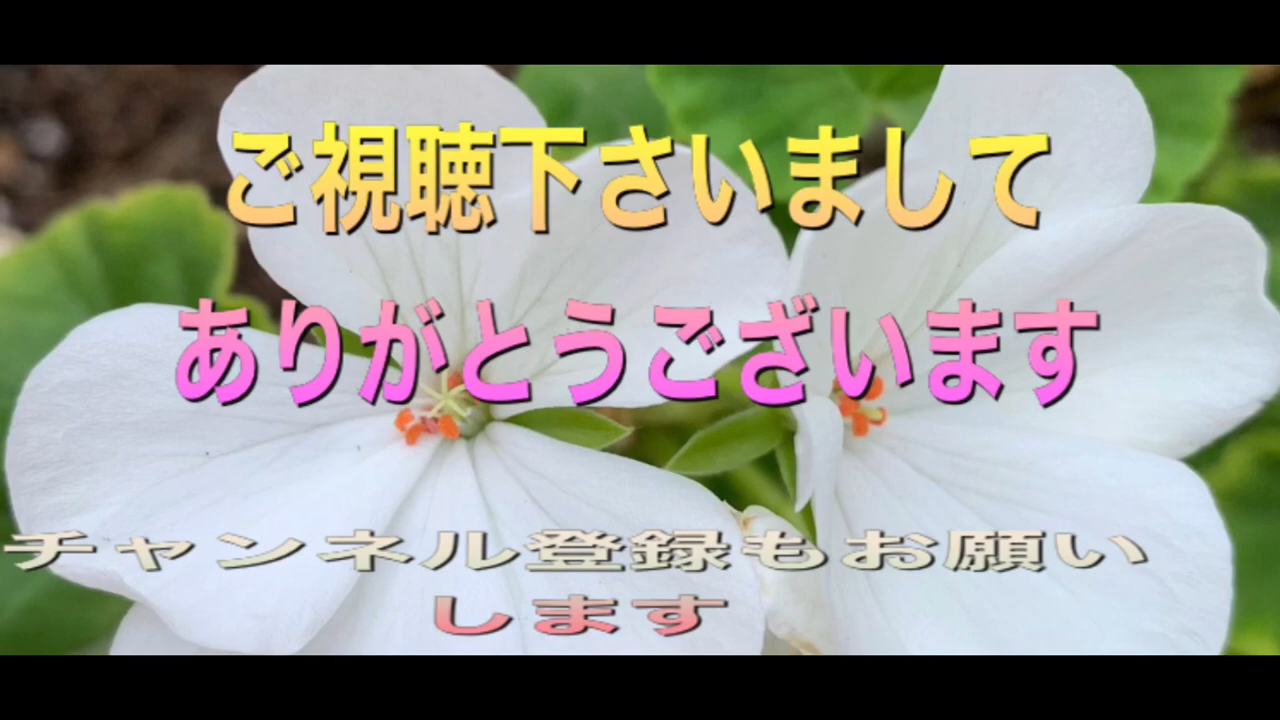 ご視聴下さいまして
ありがとうございます
チャンネル登録もお願い
します